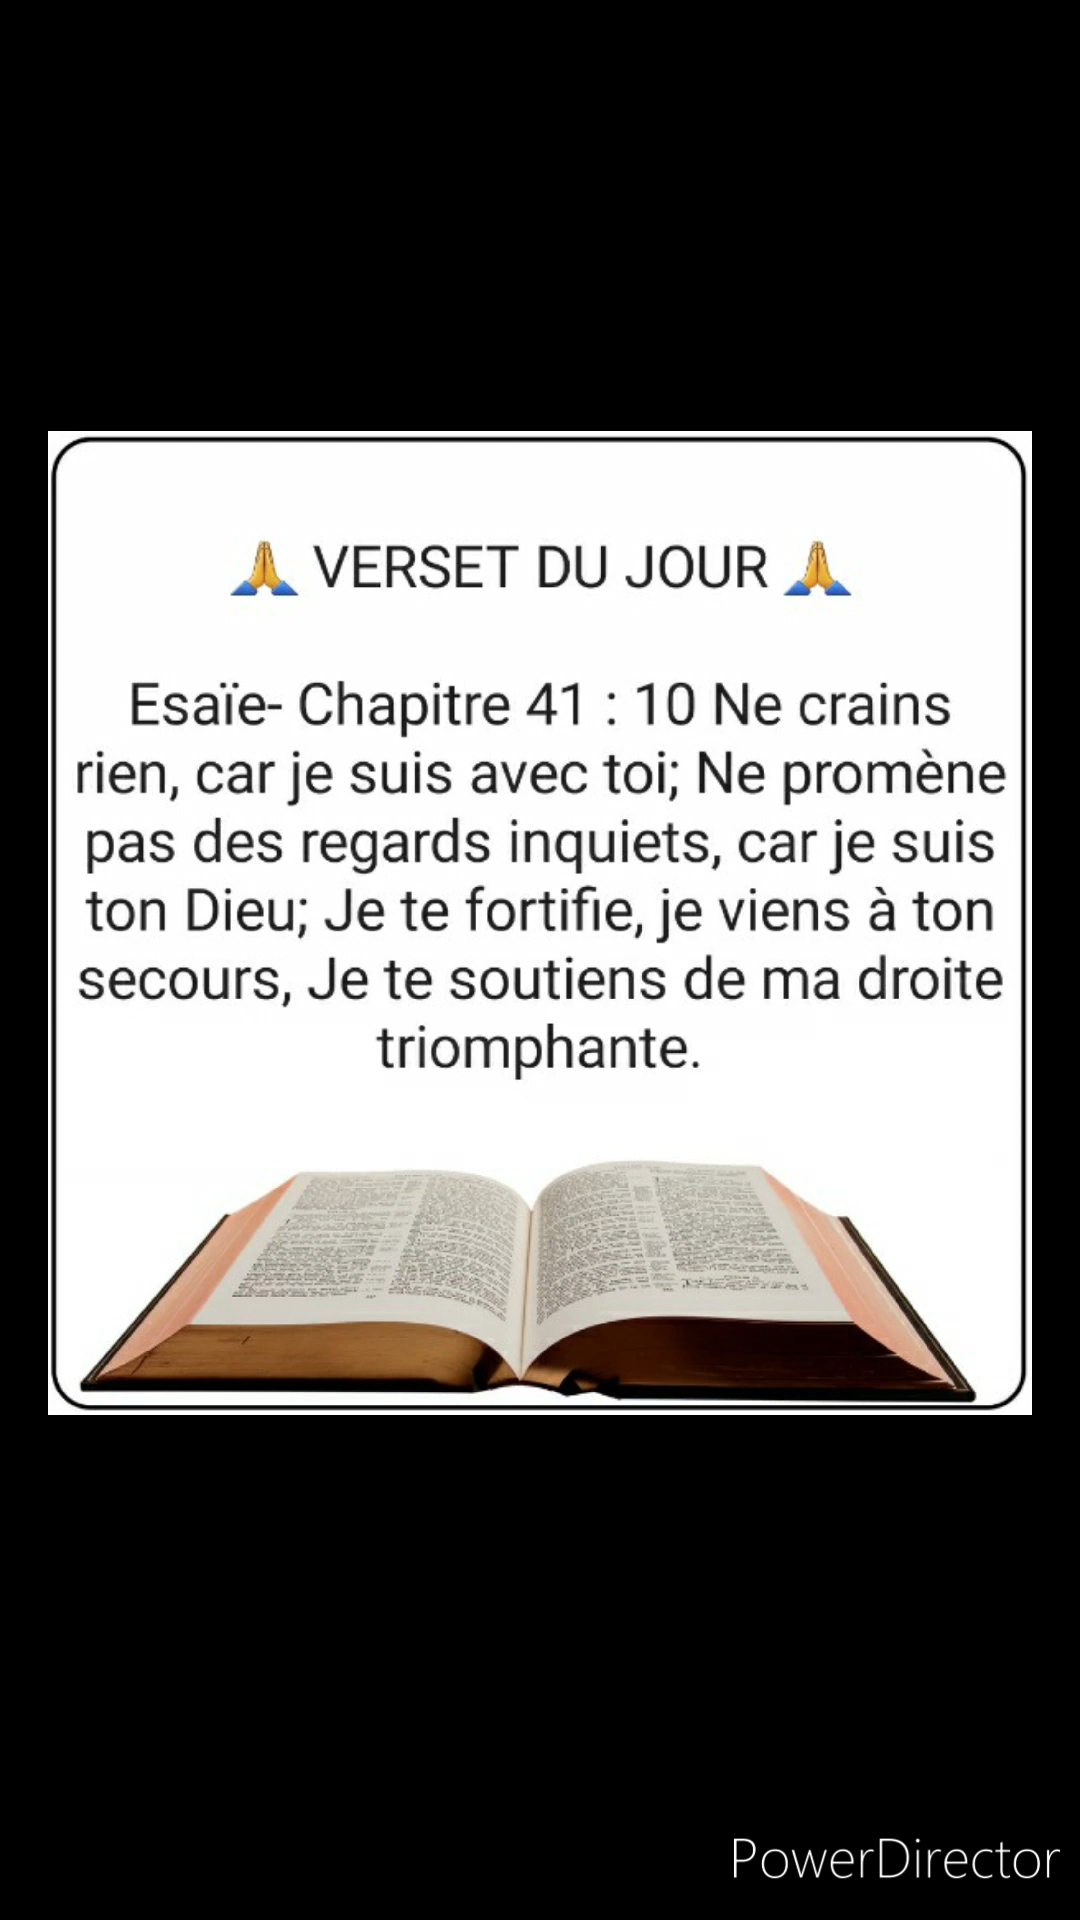 🙏 VERSET DU JOUR 🙏
Esaïe- Chapitre 41 : 10 Ne crains
rien, car je suis avec toi; Ne promène
pas des regards inquiets, car je suis
ton Dieu; Je te fortifie, je viens à ton
secours, Je te soutiens de ma droite
triomphante.
PowerDirector